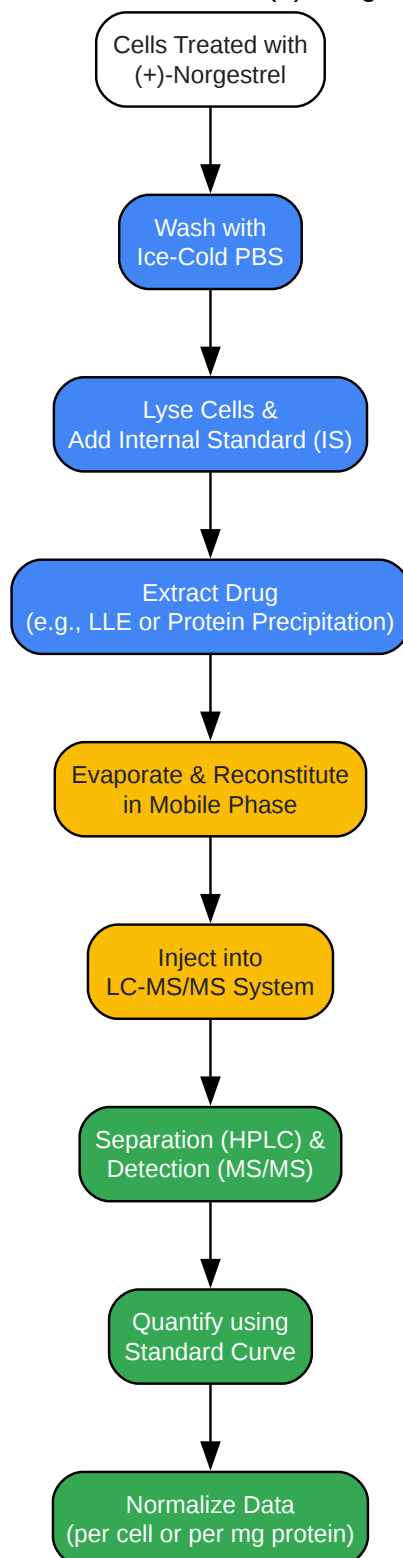 Cells Treated with
(+)-Norgestrel
Wash with
Ice-Cold PBS
Lyse Cells &
Add Internal Standard (IS)
Extract Drug
(e.g., LLE or Protein Precipitation)
Evaporate & Reconstitute
in Mobile Phase
Inject into
LC-MS/MS System
Separation (HPLC) &
Detection (MS/MS)
Quantify using
Standard Curve
Normalize Data
(per cell or per mg protein)